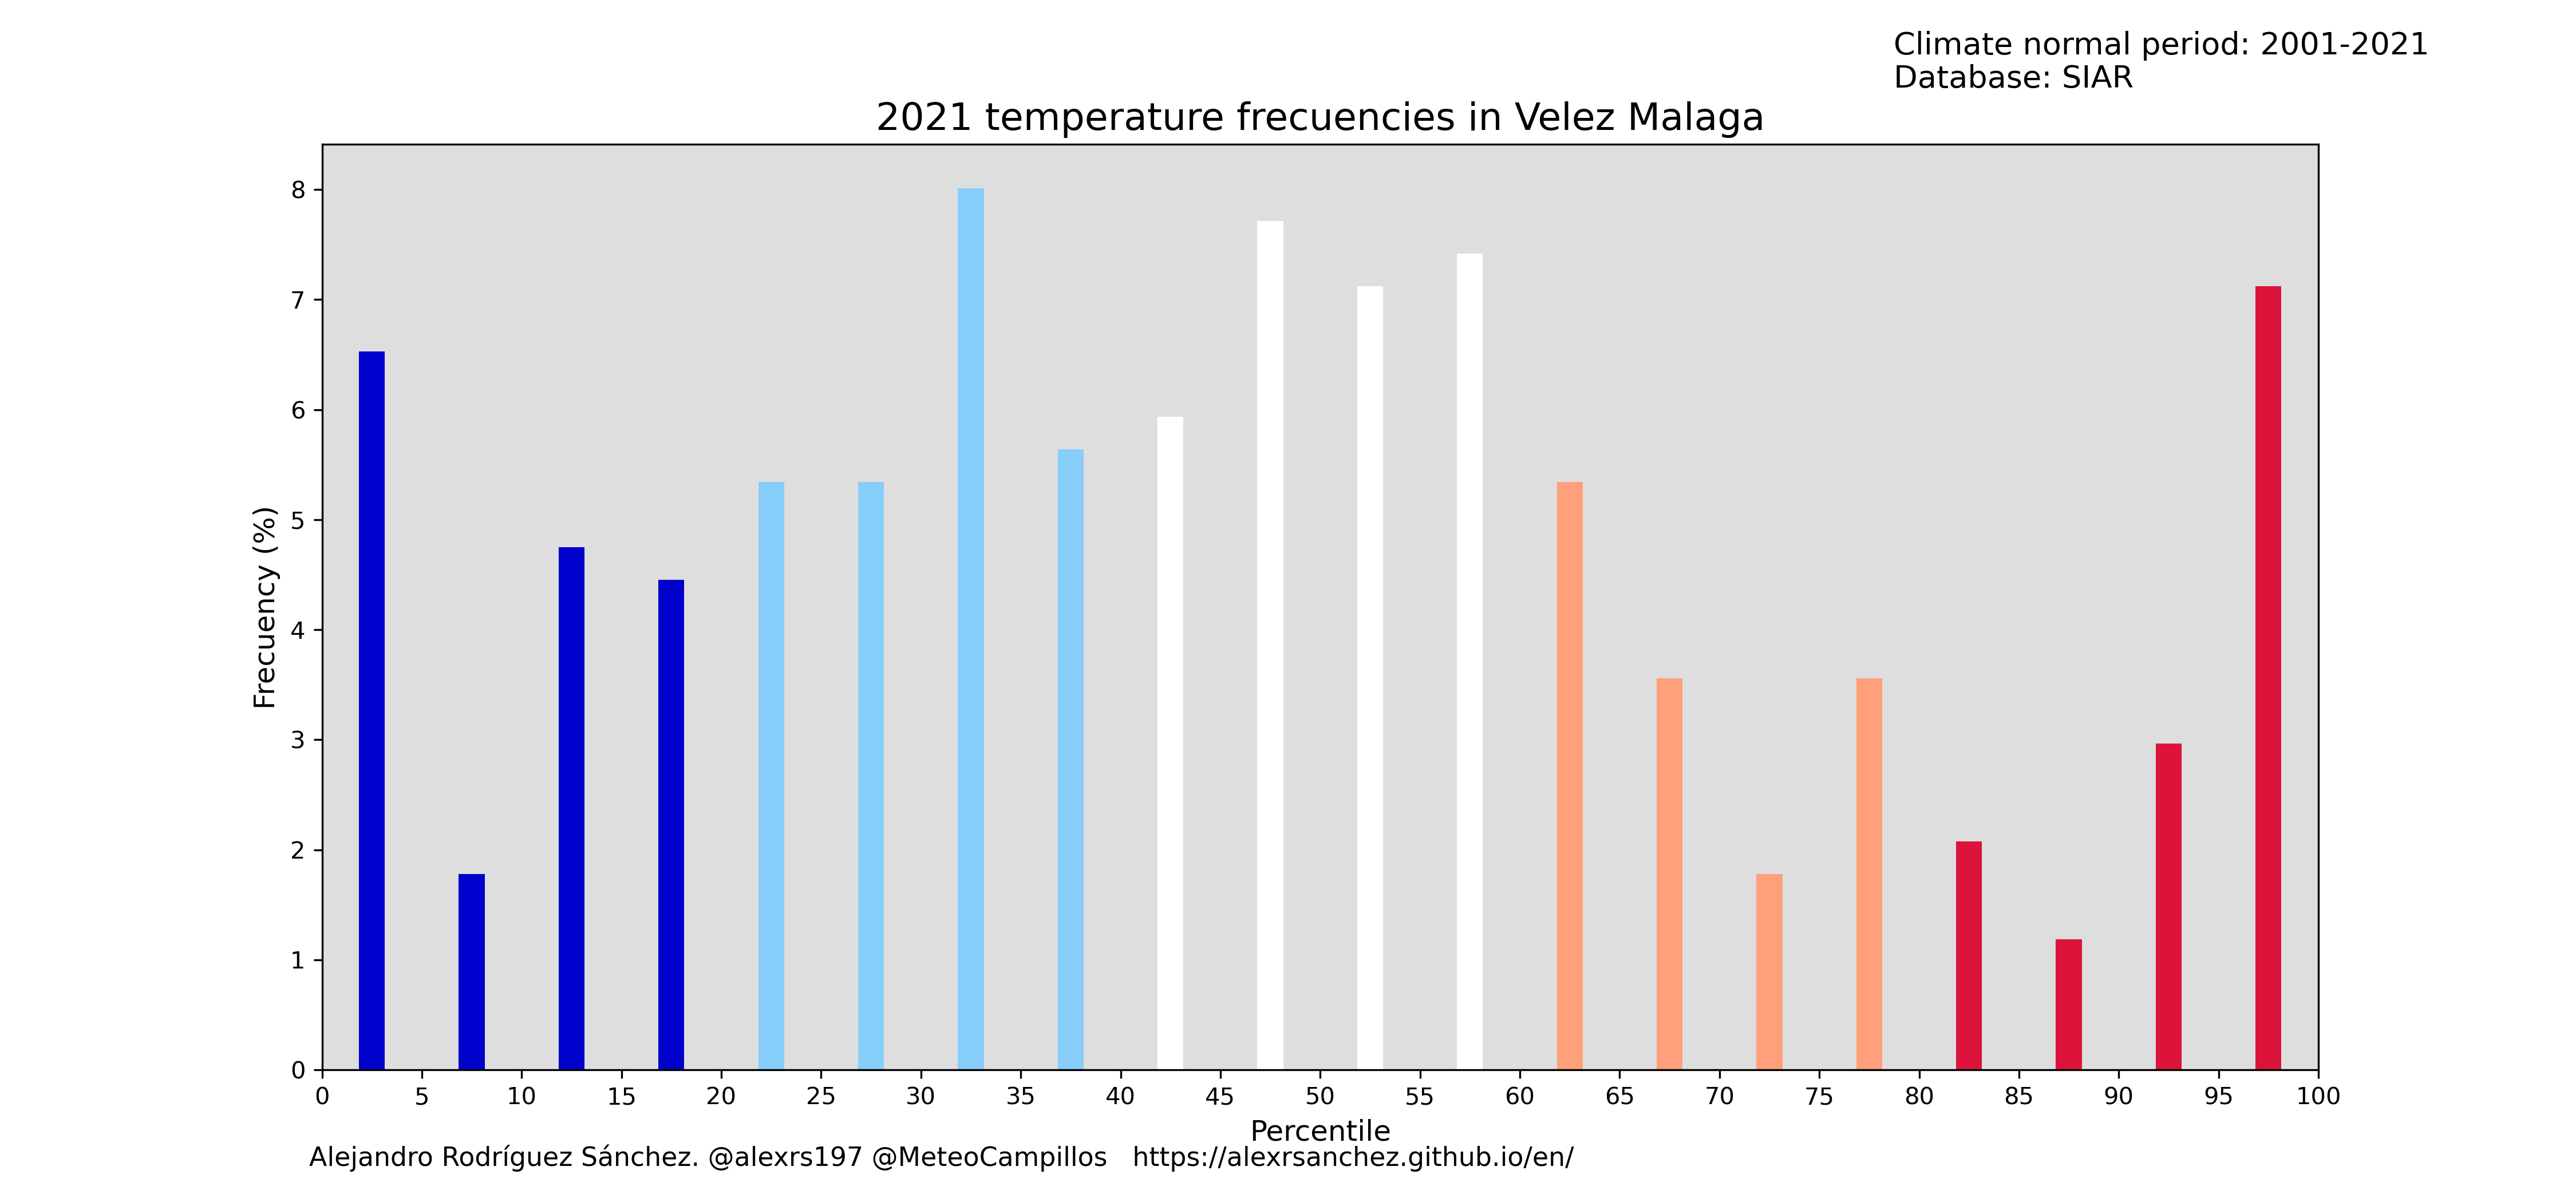 Climate normal period: 2001-2021
Database: SIAR
2021 temperature frecuencies in Velez Malaga
8
7
6
5
4
3
2
1
0
Frecuency (%)
0 5 10 15 20 25 30 35 40 45 50 55 60 65 70 75 80 85 90 95 100
Percentile
Alejandro Rodríguez Sánchez. @alexrs197 @MeteoCampillos https://alexrsanchez.github.io/en/